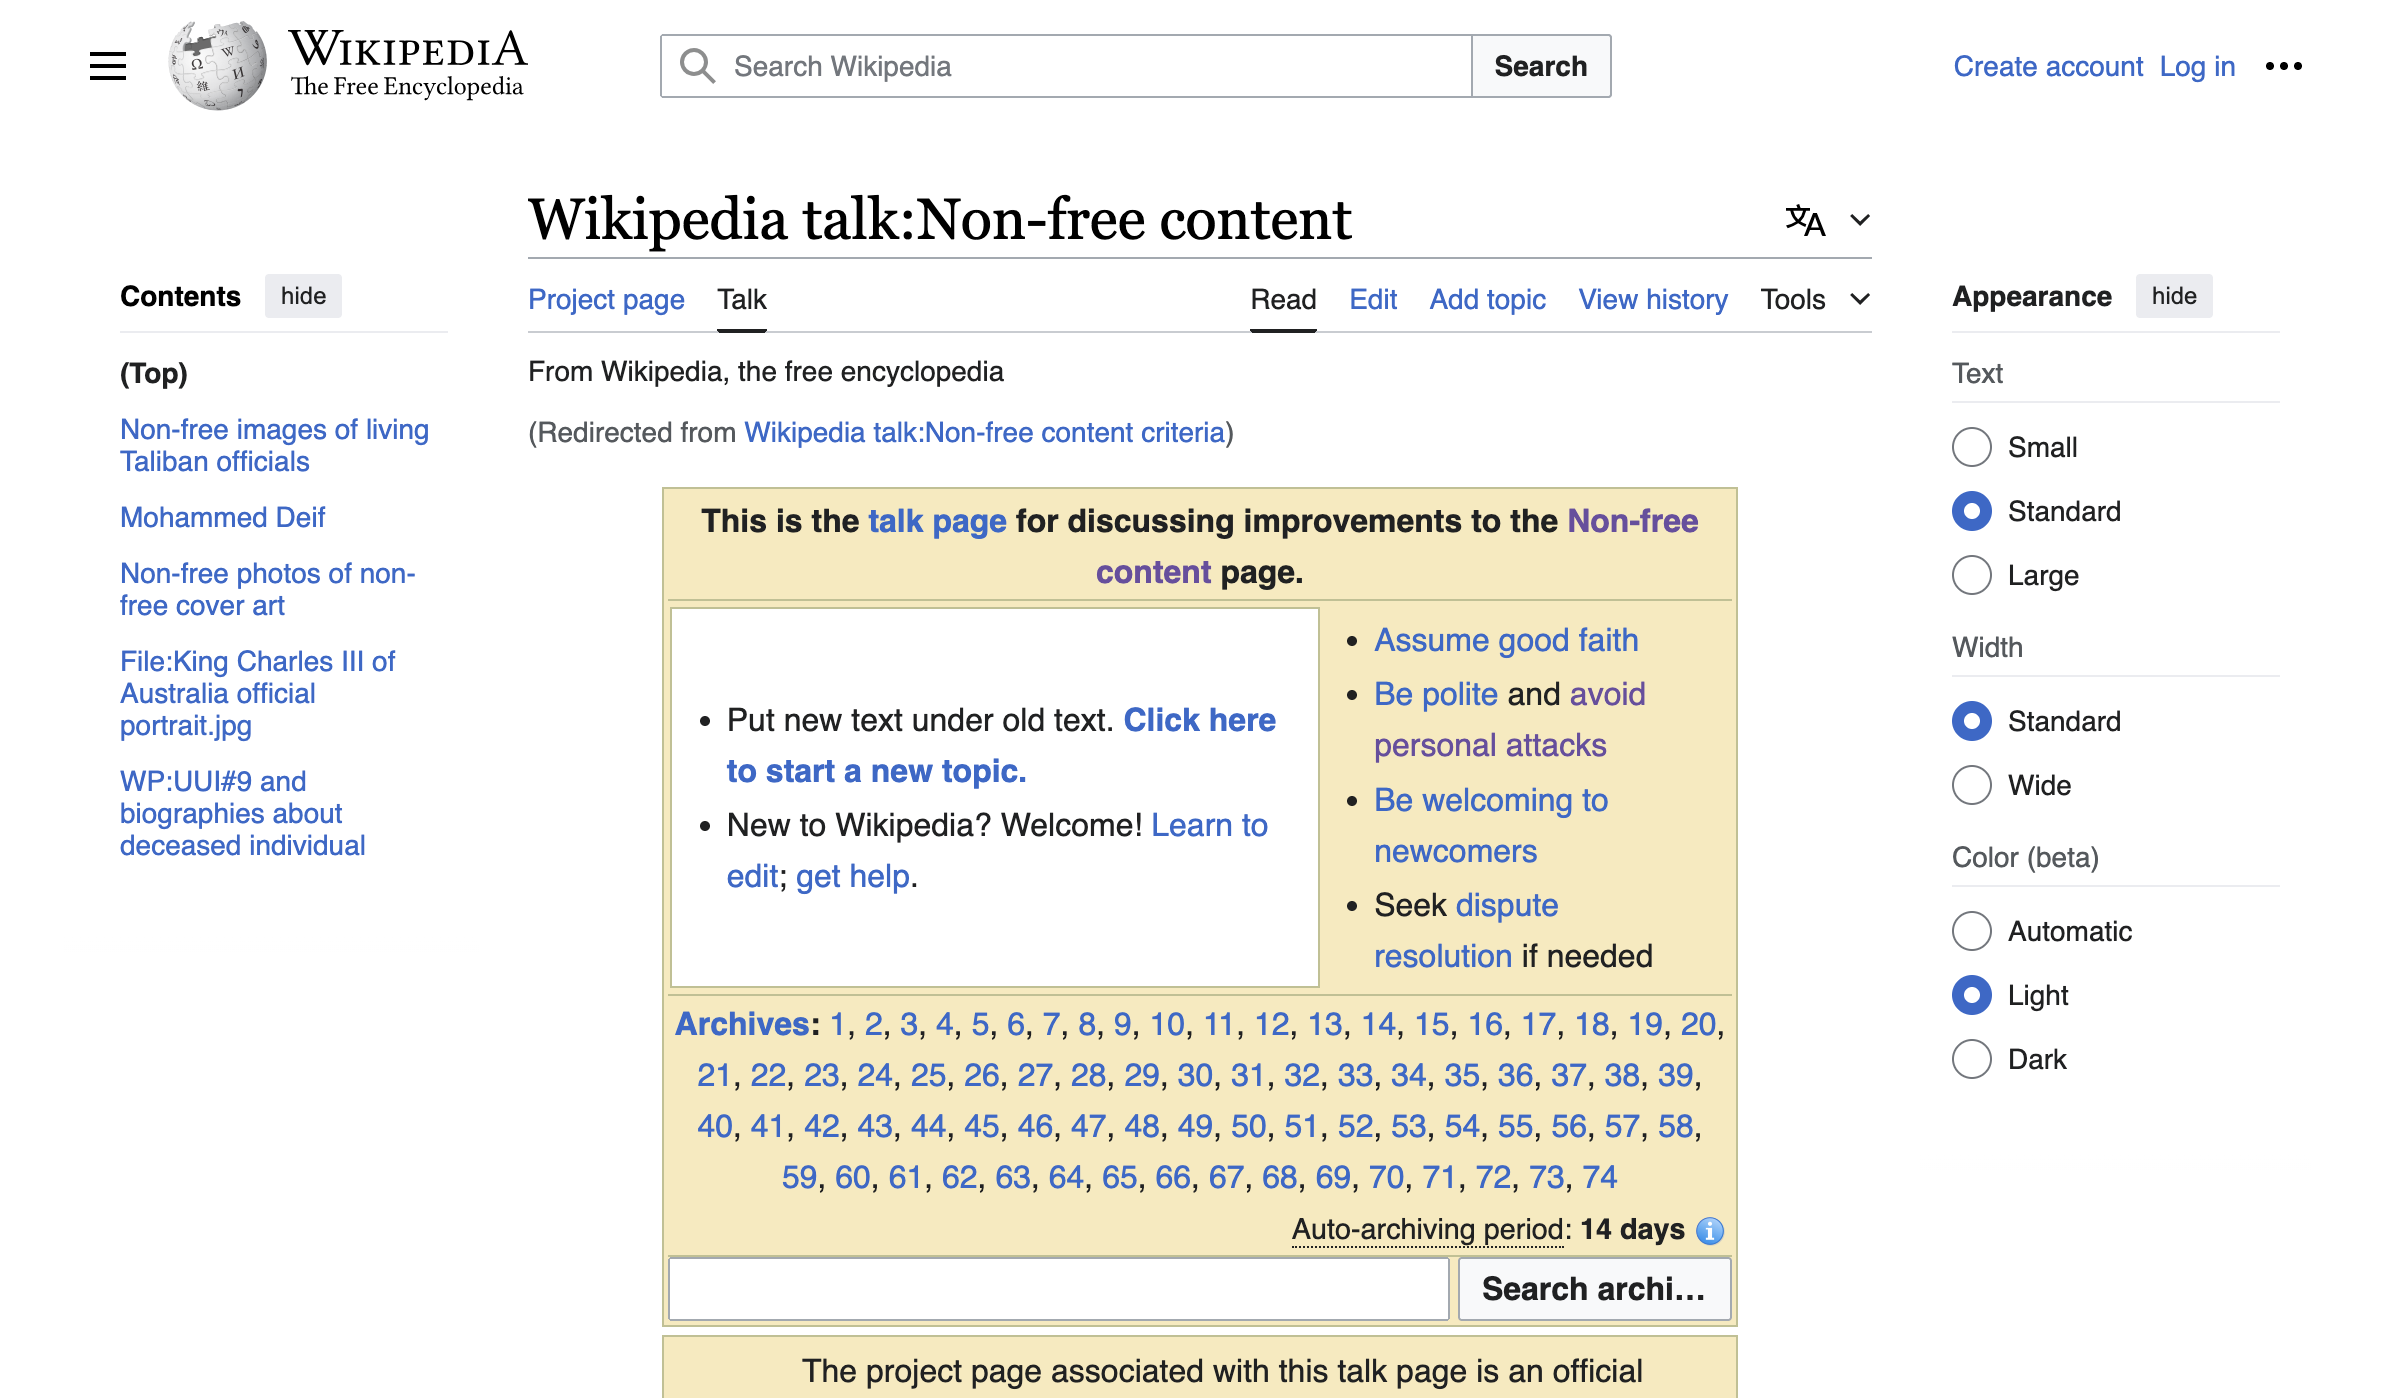 WIKIPEDIA
The Free Encyclopedia
Search Wikipedia
Search
Create account Log in
Wikipedia talk:Non-free content
Project page Talk
Read Edit Add topic View history Tools
From Wikipedia, the free encyclopedia
(Redirected from Wikipedia talk:Non-free content criteria)
Contents hide
(Top)
Non-free images of living
Taliban officials
Mohammed Deif
Non-free photos of non-
free cover art
File:King Charles III of
Australia official
portrait.jpg
WP:UUI#9 and
biographies about
deceased individual
This is the talk page for discussing improvements to the Non-free
content page.
• Put new text under old text. Click here
to start a new topic.
• New to Wikipedia? Welcome! Learn to
edit; get help.
• Assume good faith
• Be polite and avoid
personal attacks
• Be welcoming to
newcomers
• Seek dispute
resolution if needed
Archives: 1, 2, 3, 4, 5, 6, 7, 8, 9, 10, 11, 12, 13, 14, 15, 16, 17, 18, 19, 20,
21, 22, 23, 24, 25, 26, 27, 28, 29, 30, 31, 32, 33, 34, 35, 36, 37, 38, 39,
40, 41, 42, 43, 44, 45, 46, 47, 48, 49, 50, 51, 52, 53, 54, 55, 56, 57, 58,
59, 60, 61, 62, 63, 64, 65, 66, 67, 68, 69, 70, 71, 72, 73, 74
Auto-archiving period: 14 days
Search archi...
The project page associated with this talk page is an official
Appearance hide
Text
Small
Standard
Large
Width
Standard
Wide
Color (beta)
Automatic
Light
Dark